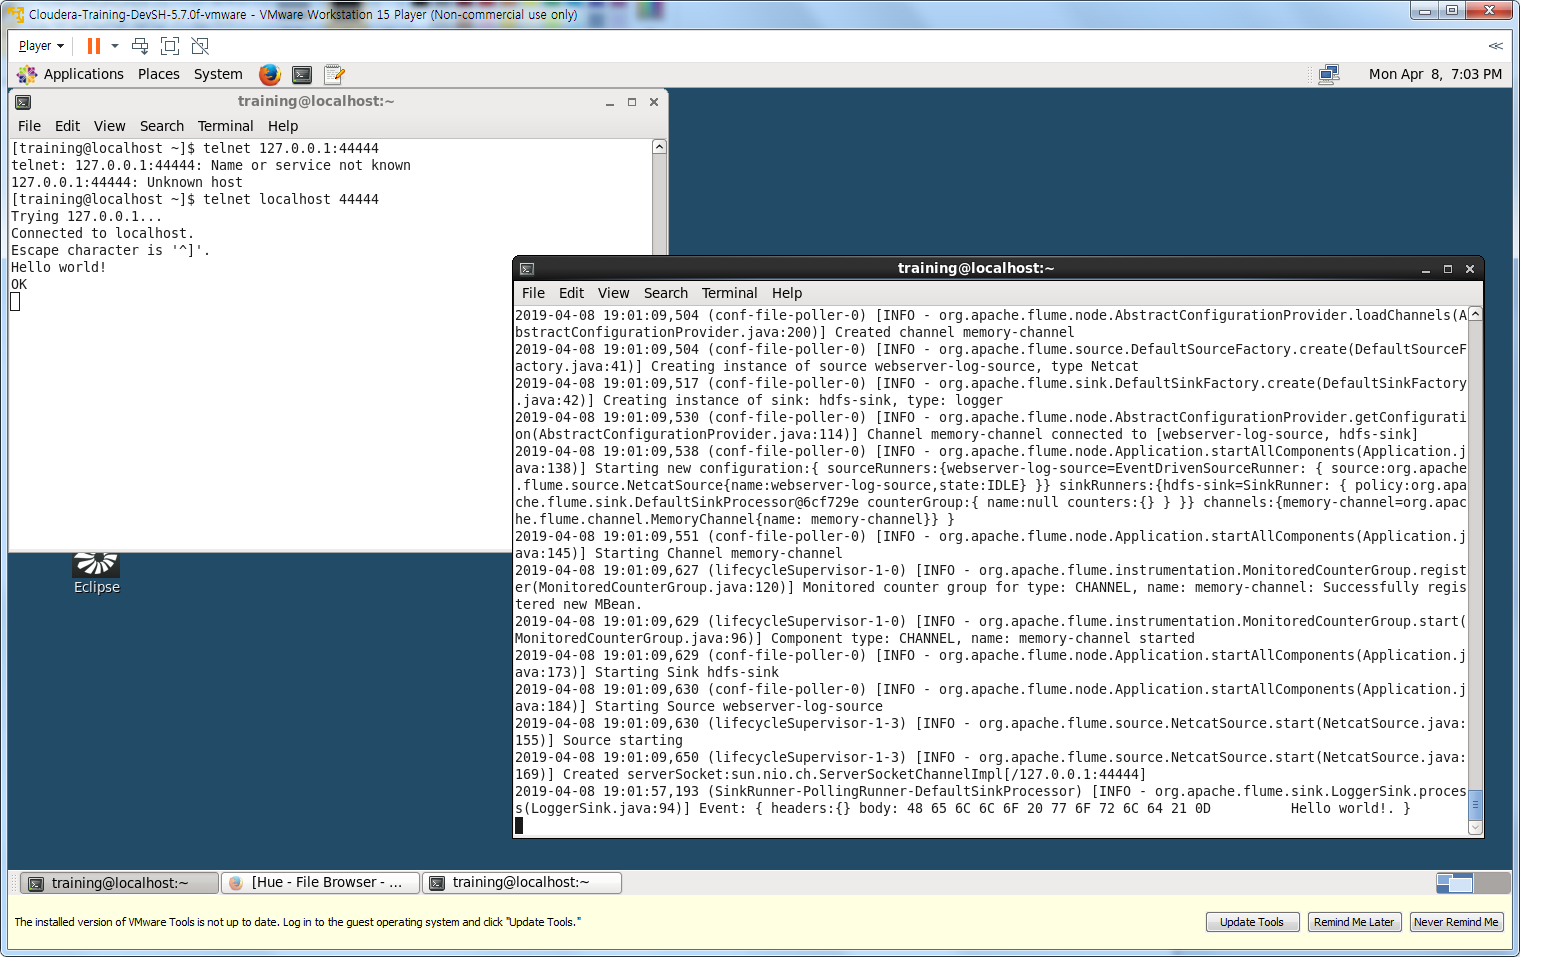 Cloudera-Training-DevSH-5.7.0f-vmware - VMware Workstation 15 Player (Non-commercial use only)
Player
Applications Places System
Mon Apr 8, 7:03 PM
training@localhost:~
File Edit View Search Terminal Help
[training@localhost ~]$ telnet 127.0.0.1:44444
telnet: 127.0.0.1:44444: Name or service not known
127.0.0.1:44444: Unknown host
[training@localhost ~]$ telnet localhost 44444
Trying 127.0.0.1...
Connected to localhost.
Escape character is '^]'.
Hello world!
OK
Eclipse
training@localhost:~
File Edit View Search Terminal Help
2019-04-08 19:01:09,504 (conf-file-poller-0) [INFO - org.apache.flume.node.AbstractConfigurationProvider.loadChannels(A
bstractConfigurationProvider.java:200)] Created channel memory-channel
2019-04-08 19:01:09,504 (conf-file-poller-0) [INFO - org.apache.flume.source.DefaultSourceFactory.create(DefaultSourceF
actory.java:41)] Creating instance of source webserver-log-source, type Netcat
2019-04-08 19:01:09,517 (conf-file-poller-0) [INFO - org.apache.flume.sink.DefaultSinkFactory.create(DefaultSinkFactory
.java:42)] Creating instance of sink: hdfs-sink, type: logger
2019-04-08 19:01:09,530 (conf-file-poller-0) [INFO - org.apache.flume.node.AbstractConfigurationProvider.getConfigurati
on(AbstractConfigurationProvider.java:114)] Channel memory-channel connected to [webserver-log-source, hdfs-sink]
2019-04-08 19:01:09,538 (conf-file-poller-0) [INFO - org.apache.flume.node.Application.startAllComponents(Application.j
ava:138)] Starting new configuration:{ sourceRunners:{webserver-log-source=EventDrivenSourceRunner: { source:org.apache
.flume.source.NetcatSource{name:webserver-log-source,state:IDLE} }} sinkRunners:{hdfs-sink=SinkRunner: { policy:org.apa
che.flume.sink.DefaultSinkProcessor@6cf729e counterGroup:{ name:null counters:{} } }} channels:{memory-channel=org.apac
he.flume.channel.MemoryChannel{name: memory-channel}} }
2019-04-08 19:01:09,551 (conf-file-poller-0) [INFO - org.apache.flume.node.Application.startAllComponents(Application.j
ava:145)] Starting Channel memory-channel
2019-04-08 19:01:09,627 (lifecycleSupervisor-1-0) [INFO - org.apache.flume.instrumentation.MonitoredCounterGroup.regist
er(MonitoredCounterGroup.java:120)] Monitored counter group for type: CHANNEL, name: memory-channel: Successfully regis
tered new MBean.
2019-04-08 19:01:09,629 (lifecycleSupervisor-1-0) [INFO - org.apache.flume.instrumentation.MonitoredCounterGroup.start(
MonitoredCounterGroup.java:96)] Component type: CHANNEL, name: memory-channel started
2019-04-08 19:01:09,629 (conf-file-poller-0) [INFO - org.apache.flume.node.Application.startAllComponents(Application.j
ava:173)] Starting Sink hdfs-sink
2019-04-08 19:01:09,630 (conf-file-poller-0) [INFO - org.apache.flume.node.Application.startAllComponents(Application.j
ava:184)] Starting Source webserver-log-source
2019-04-08 19:01:09,630 (lifecycleSupervisor-1-3) [INFO - org.apache.flume.source.NetcatSource.start(NetcatSource.java:
155)] Source starting
2019-04-08 19:01:09,650 (lifecycleSupervisor-1-3) [INFO - org.apache.flume.source.NetcatSource.start(NetcatSource.java:
169)] Created serverSocket:sun.nio.ch.ServerSocketChannelImpl[/127.0.0.1:44444]
2019-04-08 19:01:57,193 (SinkRunner-PollingRunner-DefaultSinkProcessor) [INFO - org.apache.flume.sink.LoggerSink.proces
s(LoggerSink.java:94)] Event: { headers:{} body: 48 65 6C 6C 6F 20 77 6F 72 6C 64 21 0D Hello world!. }
training@localhost:~
[Hue - File Browser - ...
training@localhost:~
The installed version of VMware Tools is not up to date. Log in to the guest operating system and click "Update Tools."
Update Tools
Remind Me Later
Never Remind Me